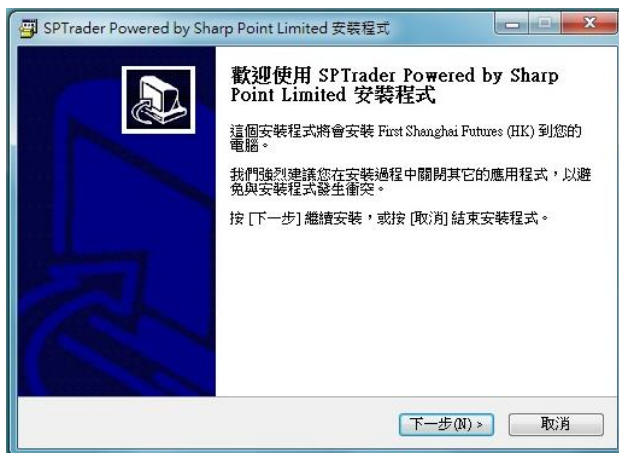 SPTrader Powered by Sharp Point Limited 安裝程式
歡迎使用 SPTrader Powered by Sharp
Point Limited 安裝程式
這個安裝程式將會安裝 First Shanghai Futures (HK) 到您的
電腦。
我們強烈建議您在安裝過程中關閉其它的應用程式，以避
免與安裝程式發生衝突。
按 [下一步] 繼續安裝，或按 [取消] 結束安裝程式。
下一步(N) >
取消